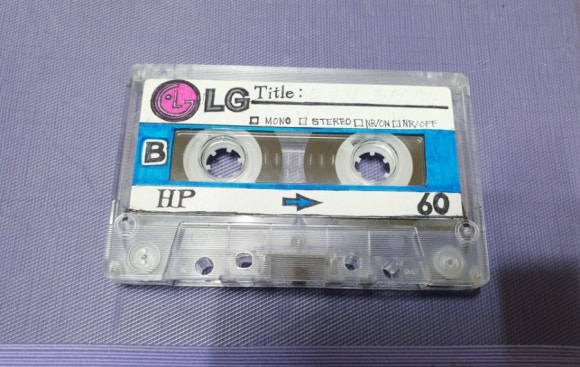 LG Title:
MONO STEREO NR/ON NR/OFF
B
HP 60